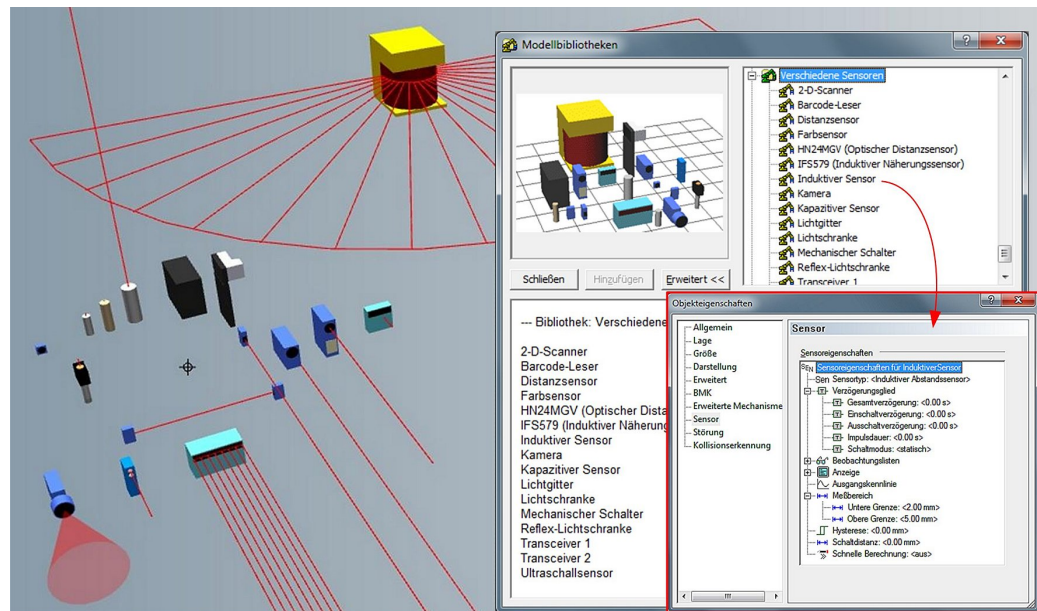 Modellbibliotheken
Verschiedene Sensoren
2-D-Scanner
Barcode-Leser
Distanzsensor
Farbsensor
HN24MGV (Optischer Distanzsensor)
IFS579 (Induktiver Näherungssensor)
Induktiver Sensor
Kamera
Kapazitiver Sensor
Lichtgitter
Lichtschranke
Mechanischer Schalter
Reflex-Lichtschranke
Transceiver 1
Schließen
Hinzufügen
Erweitert <<
--- Bibliothek: Verschiedene
2-D-Scanner
Barcode-Leser
Distanzsensor
Farbsensor
HN24MGV (Optischer Dista
IFS579 (Induktiver Näherung
Induktiver Sensor
Kamera
Kapazitiver Sensor
Lichtgitter
Lichtschranke
Mechanischer Schalter
Reflex-Lichtschranke
Transceiver 1
Transceiver 2
Ultraschallsensor
Objekteigenschaften
Allgemein
Lage
Größe
Darstellung
Erweitert
BMK
Erweiterte Mechanisme
Sensor
Störung
Kollisionserkennung
Sensor
Sensoreigenschaften
SEN Sensoreigenschaften für InduktiverSensor
Sen Sensortyp: <Induktiver Abstandssensor>
Verzögerungsglied
Gesamtverzögerung: <0.00 s>
Einschaltverzögerung: <0.00 s>
Ausschaltverzögerung: <0.00 s>
Impulsdauer: <0.00 s>
Schaltmodus: <statisch>
Beobachtungslisten
Anzeige
Ausgangskennlinie
Meßbereich
Untere Grenze: <2.00 mm>
Obere Grenze: <5.00 mm>
Hysterese: <0.00 mm>
Schaltdistanz: <0.00 mm>
Schnelle Berechnung: <aus>